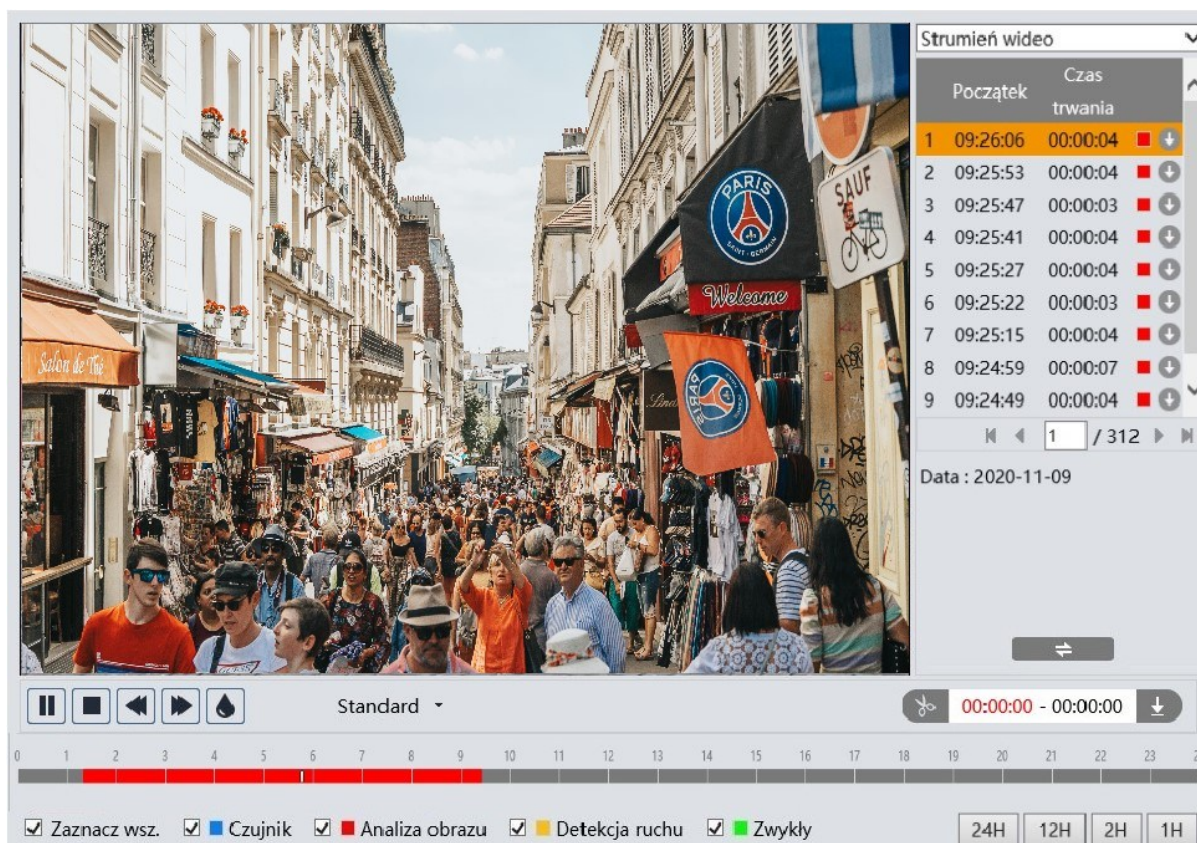 Strumień wideo
Początek Czas trwania
1 09:26:06 00:00:04
2 09:25:53 00:00:04
3 09:25:47 00:00:03
4 09:25:41 00:00:04
5 09:25:27 00:00:04
6 09:25:22 00:00:03
7 09:25:15 00:00:04
8 09:24:59 00:00:07
9 09:24:49 00:00:04
1 / 312
Data : 2020-11-09
SAUF
PARIS
SAINT-GERMAIN
Welcome
PARIS
Salon de Thé
Standard
00:00:00 - 00:00:00
0 1 2 3 4 5 6 7 8 9 10 11 12 13 14 15 16 17 18 19 20 21 22 23
Zaznacz wsz. Czujnik Analiza obrazu Detekcja ruchu Zwykły
24H 12H 2H 1H